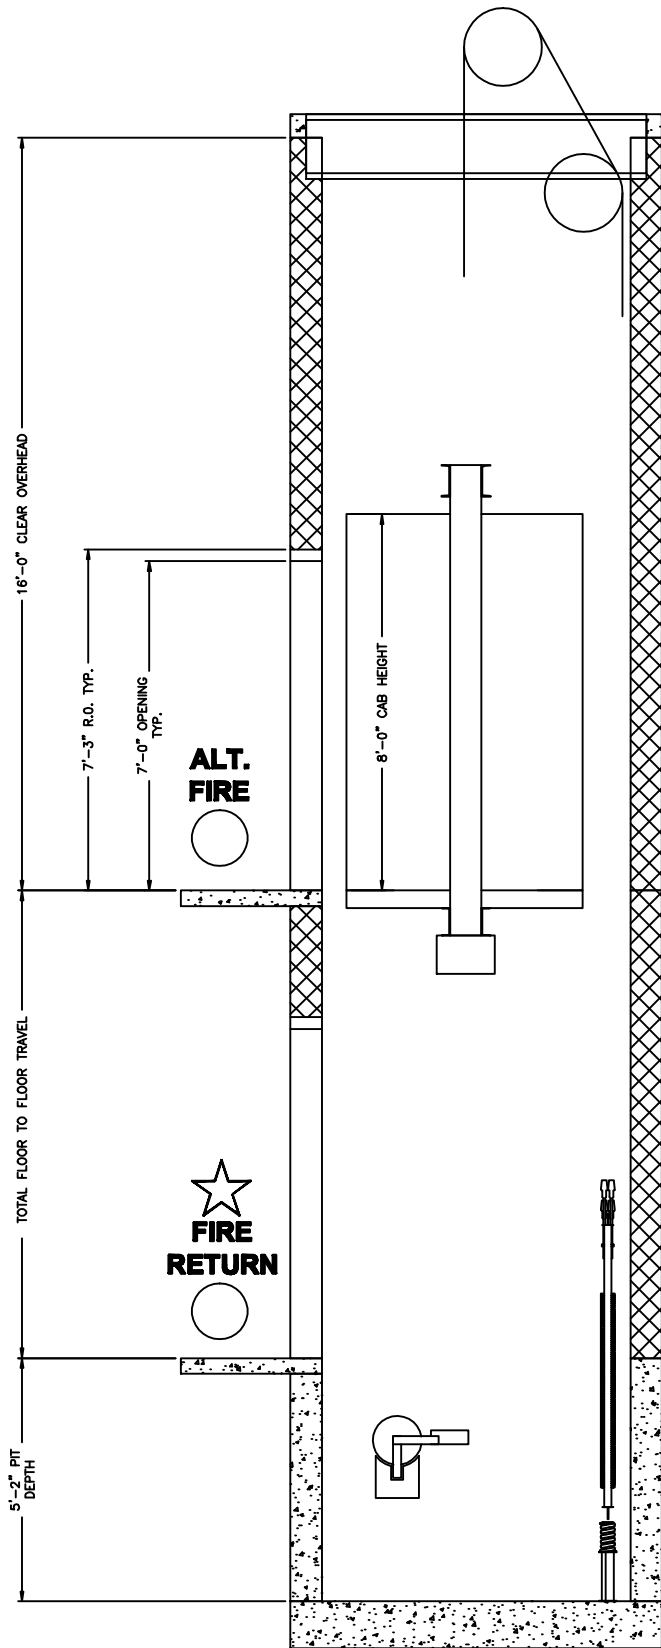 16'-0" CLEAR OVERHEAD
7'-3" R.O. TYP.
7'-0" OPENING
TYP.
8'-0" CAB HEIGHT
ALT.
FIRE
TOTAL FLOOR TO FLOOR TRAVEL
FIRE
RETURN
5'-2" PIT
DEPTH